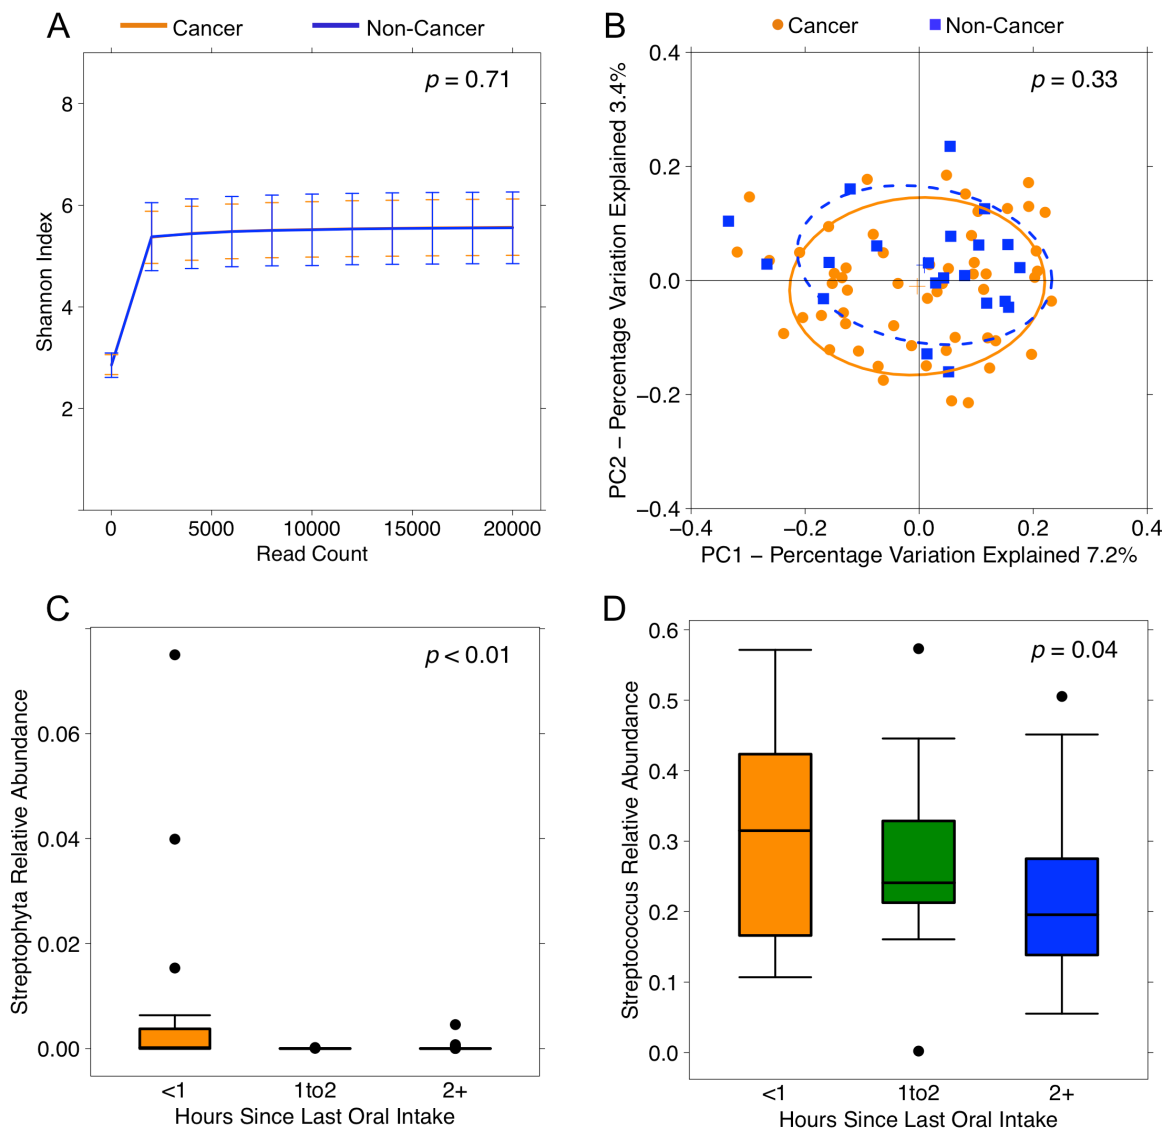 A
Cancer
Non-Cancer
p = 0.71
Shannon Index
8
6
4
2
0
5000
10000
15000
20000
Read Count
B
Cancer
Non-Cancer
p = 0.33
PC2 – Percentage Variation Explained 3.4%
0.4
0.2
0.0
−0.2
−0.4
−0.4
−0.2
0.0
0.2
0.4
PC1 – Percentage Variation Explained 7.2%
C
p < 0.01
Streptophyta Relative Abundance
0.06
0.04
0.02
0.00
<1
1to2
2+
Hours Since Last Oral Intake
D
p = 0.04
Streptococcus Relative Abundance
0.6
0.5
0.4
0.3
0.2
0.1
0.0
<1
1to2
2+
Hours Since Last Oral Intake